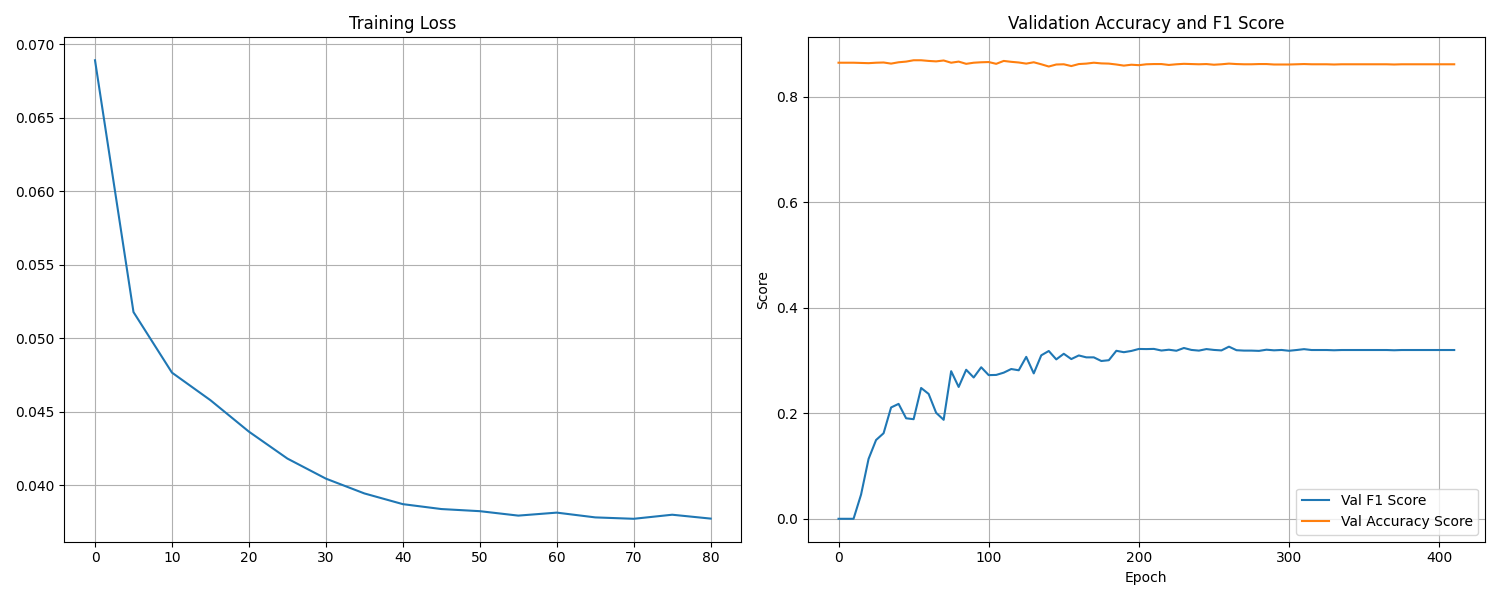 Training Loss
0.070
0.065
0.060
0.055
0.050
0.045
0.040
0 10 20 30 40 50 60 70 80
Validation Accuracy and F1 Score
Score
0.8
0.6
0.4
0.2
0.0
Val F1 Score
Val Accuracy Score
0 100 200 300 400
Epoch